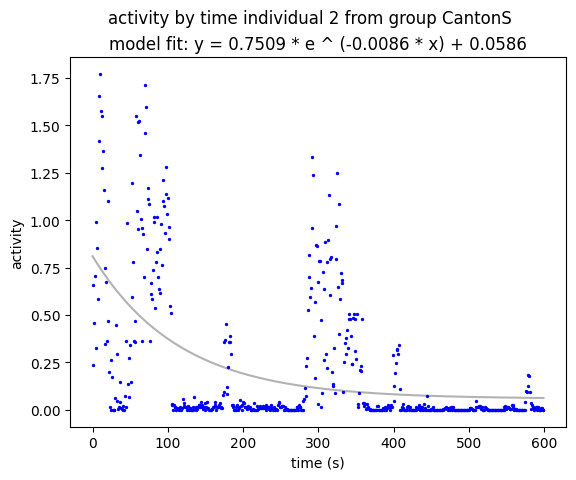 activity by time individual 2 from group CantonS
model fit: y = 0.7509 * e ^ (-0.0086 * x) + 0.0586
1.75
1.50
1.25
1.00
0.75
0.50
0.25
0.00
activity
0 100 200 300 400 500 600
time (s)